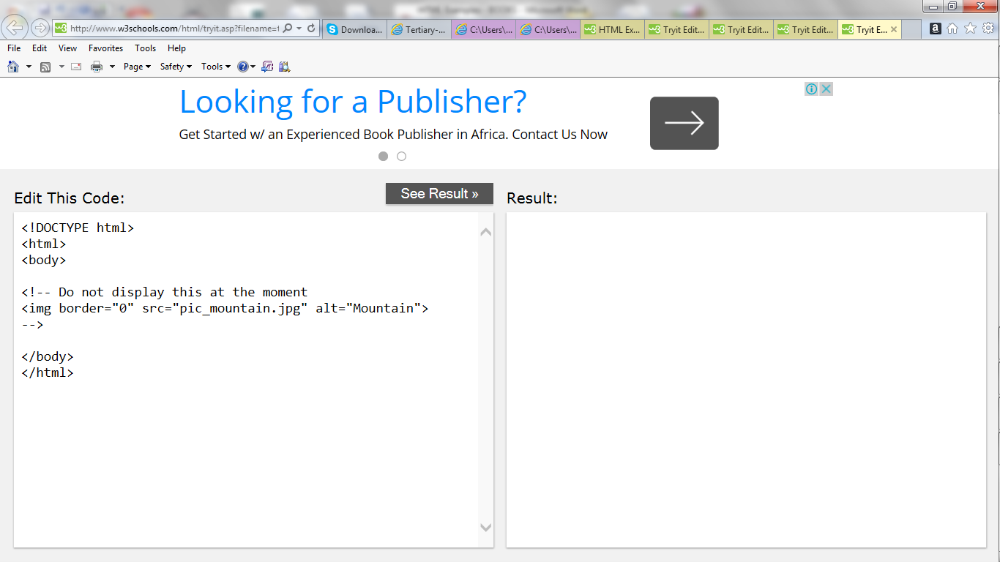 http://www.w3schools.com/html/tryit.asp?filename=t
Downloa...
Tertiary-...
C:\Users\...
C:\Users\...
HTML Ex...
Tryit Edit...
Tryit Edit...
Tryit Edit...
Tryit E...
File Edit View Favorites Tools Help
Page Safety Tools
Looking for a Publisher?
Get Started w/ an Experienced Book Publisher in Africa. Contact Us Now
Edit This Code:
See Result »
Result:
<!DOCTYPE html>
<html>
<body>
<!-- Do not display this at the moment
<img border="0" src="pic_mountain.jpg" alt="Mountain">
-->
</body>
</html>